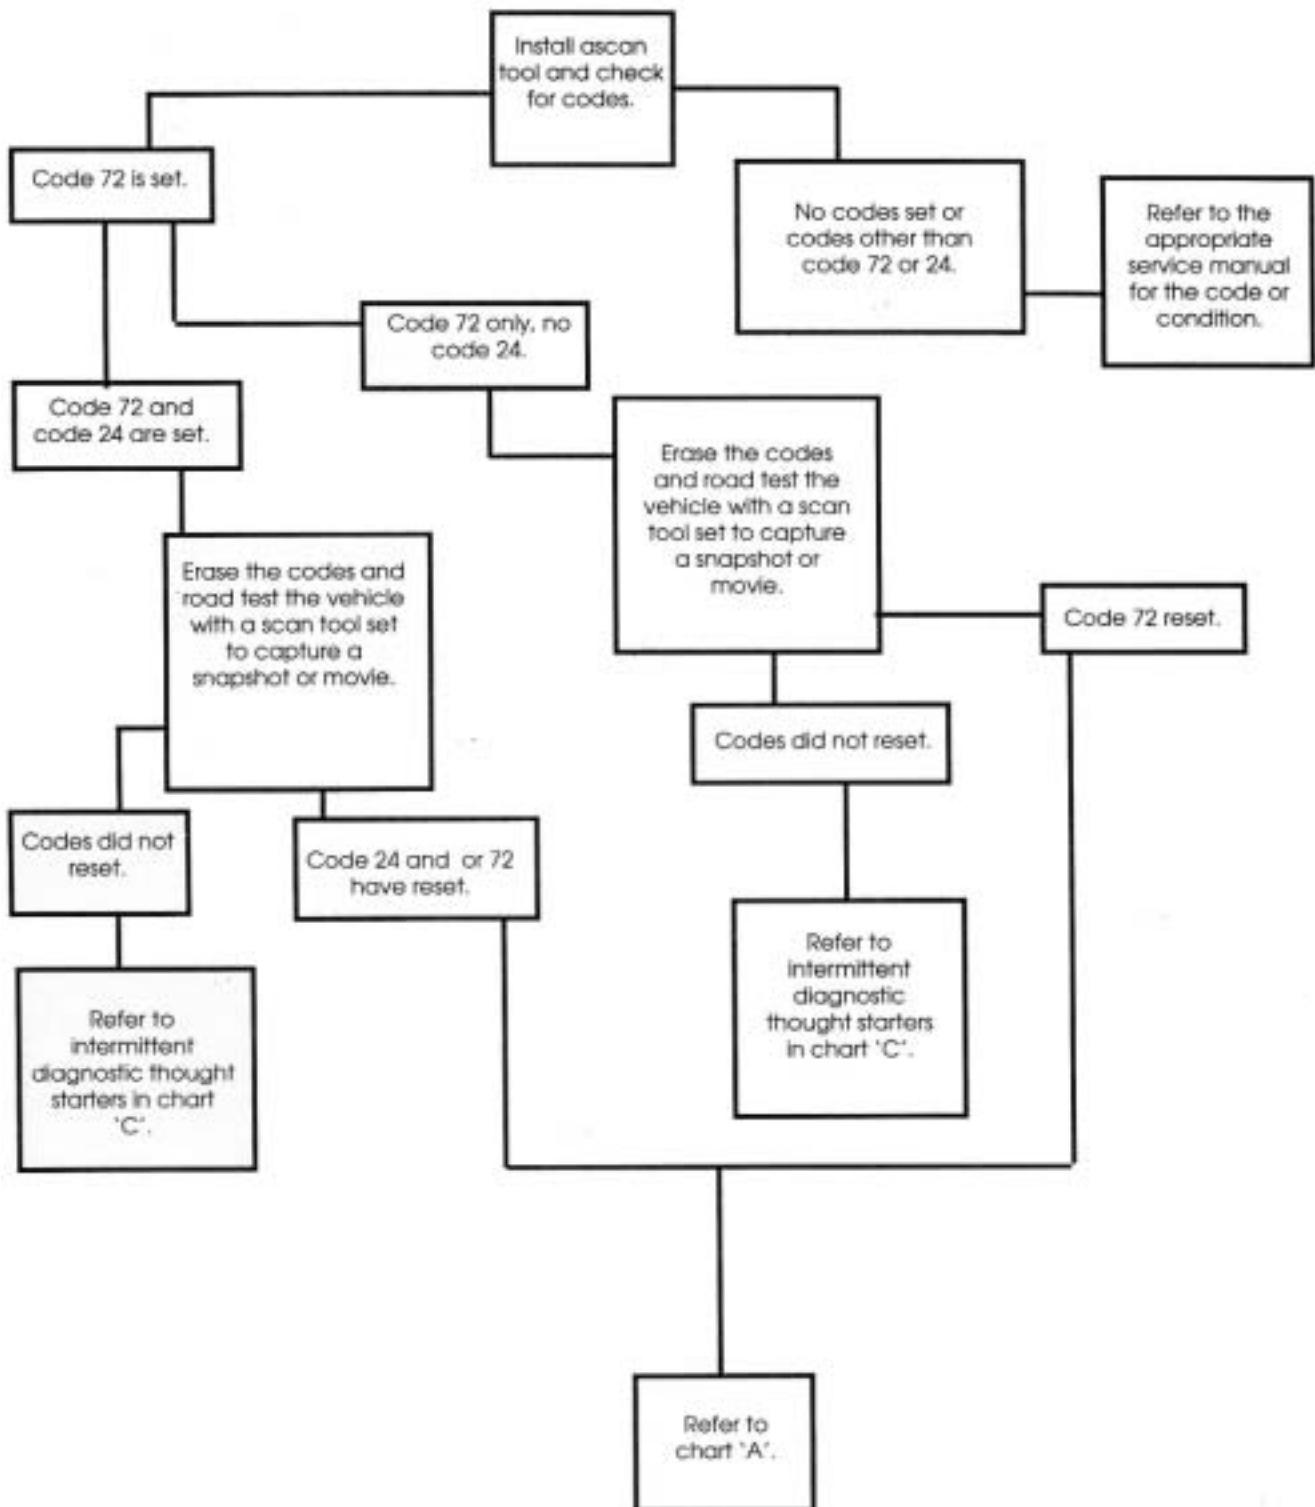 Install ascan
tool and check
for codes.
Code 72 is set.
No codes set or
codes other than
code 72 or 24.
Refer to the
appropriate
service manual
for the code or
condition.
Code 72 only, no
code 24.
Code 72 and
code 24 are set.
Erase the codes
and road test the
vehicle with a scan
tool set to capture
a snapshot or
movie.
Erase the codes and
road test the vehicle
with a scan tool set
to capture a
snapshot or movie.
Code 72 reset.
Codes did not reset.
Codes did not
reset.
Code 24 and or 72
have reset.
Refer to
intermittent
diagnostic
thought starters
in chart 'C'.
Refer to
intermittent
diagnostic thought
starters in chart
'C'.
Refer to
chart 'A'.